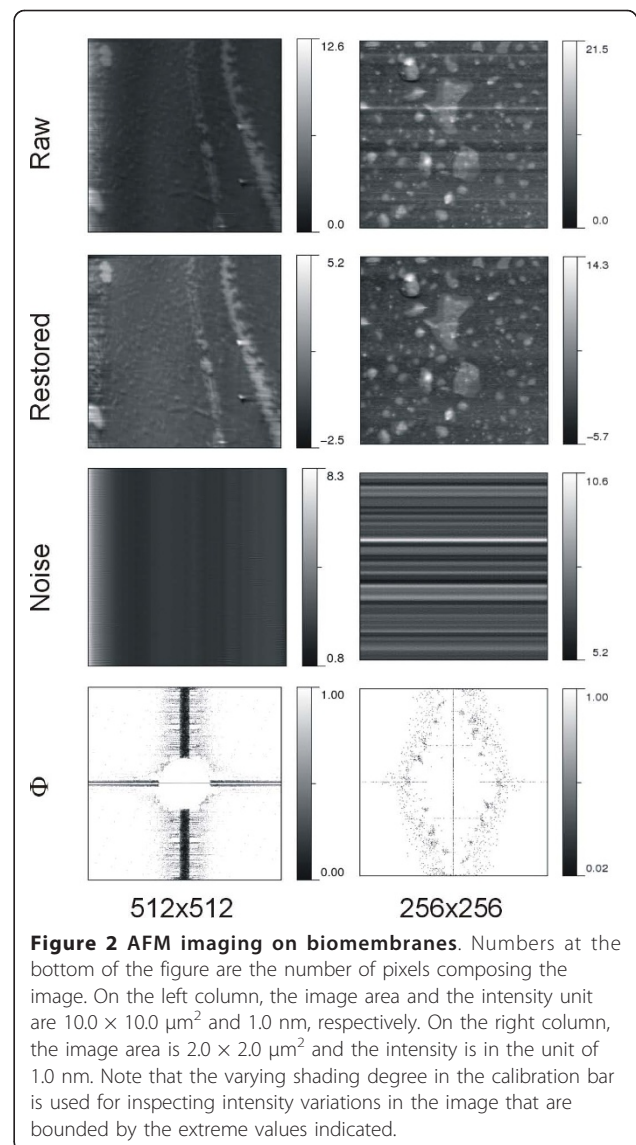 Raw
12.6
0.0
21.5
0.0
Restored
5.2
−2.5
14.3
−5.7
Noise
8.3
0.8
10.6
5.2
Φ
1.00
0.00
1.00
0.02
512x512
256x256
Figure 2 AFM imaging on biomembranes. Numbers at the
bottom of the figure are the number of pixels composing the
image. On the left column, the image area and the intensity unit
are 10.0 × 10.0 μm² and 1.0 nm, respectively. On the right column,
the image area is 2.0 × 2.0 μm² and the intensity is in the unit of
1.0 nm. Note that the varying shading degree in the calibration bar
is used for inspecting intensity variations in the image that are
bounded by the extreme values indicated.